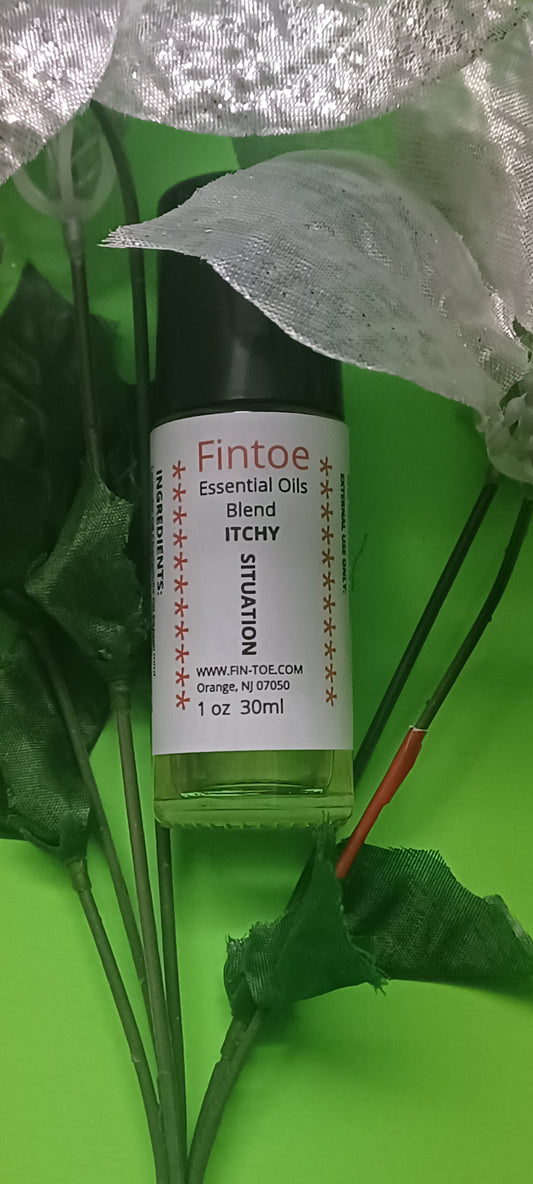 Fintoe
Essential Oils
Blend
ITCHY
SITUATION
WWW.FIN-TOE.COM
Orange, NJ 07050
1 oz 30ml
INGREDIENTS:
EXTERNAL USE ONLY: